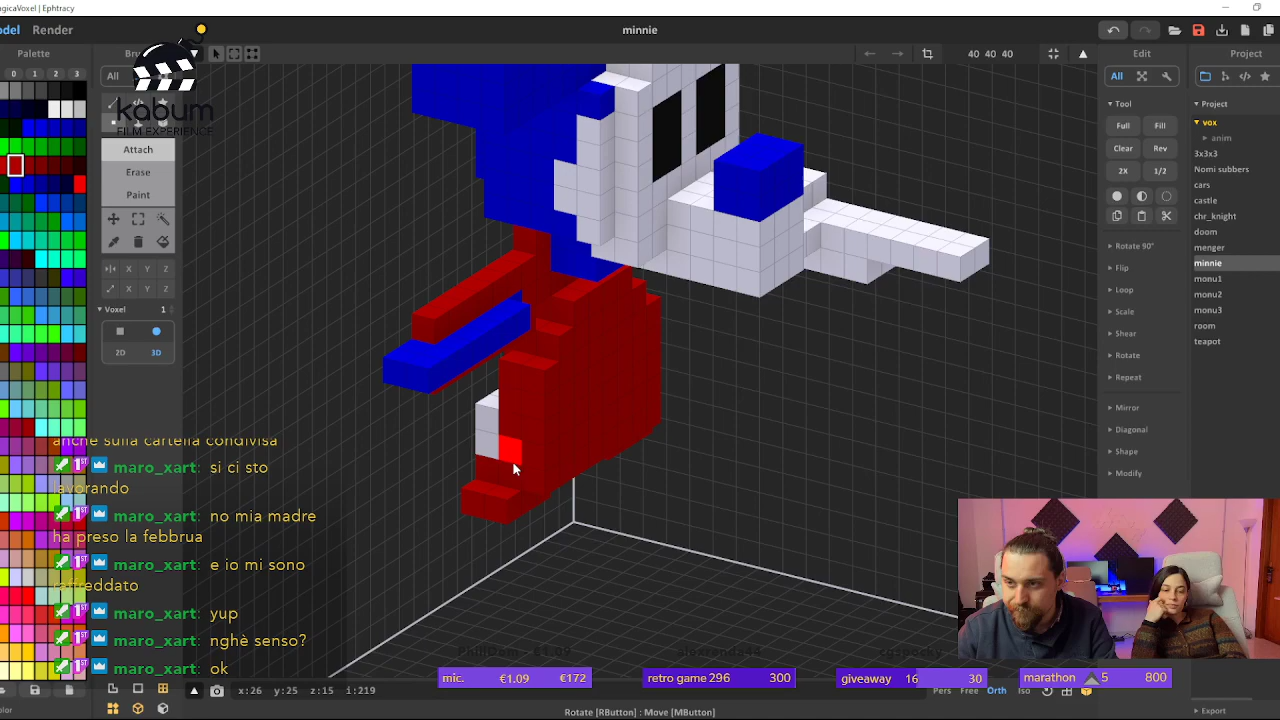 MagicaVoxel | Ephtracy
Model Render
minnie
Palette
Brush
40 40 40
Edit
Project
0 1 2 3
All
All
kabum
FILM EXPERIENCE
Attach
Erase
Paint
X Y Z
X Y Z
Voxel 1
2D 3D
Tool
Full Fill
Clear Rev
2X 1/2
Rotate 90°
Flip
Loop
Scale
Shear
Rotate
Repeat
Mirror
Diagonal
Shape
Modify
Project
vox
anim
3x3x3
Nomi subbers
cars
castle
chr_knight
doom
menger
minnie
monu1
monu2
monu3
room
teapot
Export
anche sulla cartella condivisa
maro_xart: si ci sto
lavorando
maro_xart: no mia madre
ha preso la febbrua
maro_xart: e io mi sono
raffreddato
maro_xart: yup
maro_xart: nghè senso?
maro_xart: ok
mic. €1.09 €172
alexronda44
retro game 296 300
giveaway 16 30
marathon 5 800
x:26 y:25 z:15 i:219
Pers Free Orth Iso
Rotate [RButton] : Move [MButton]